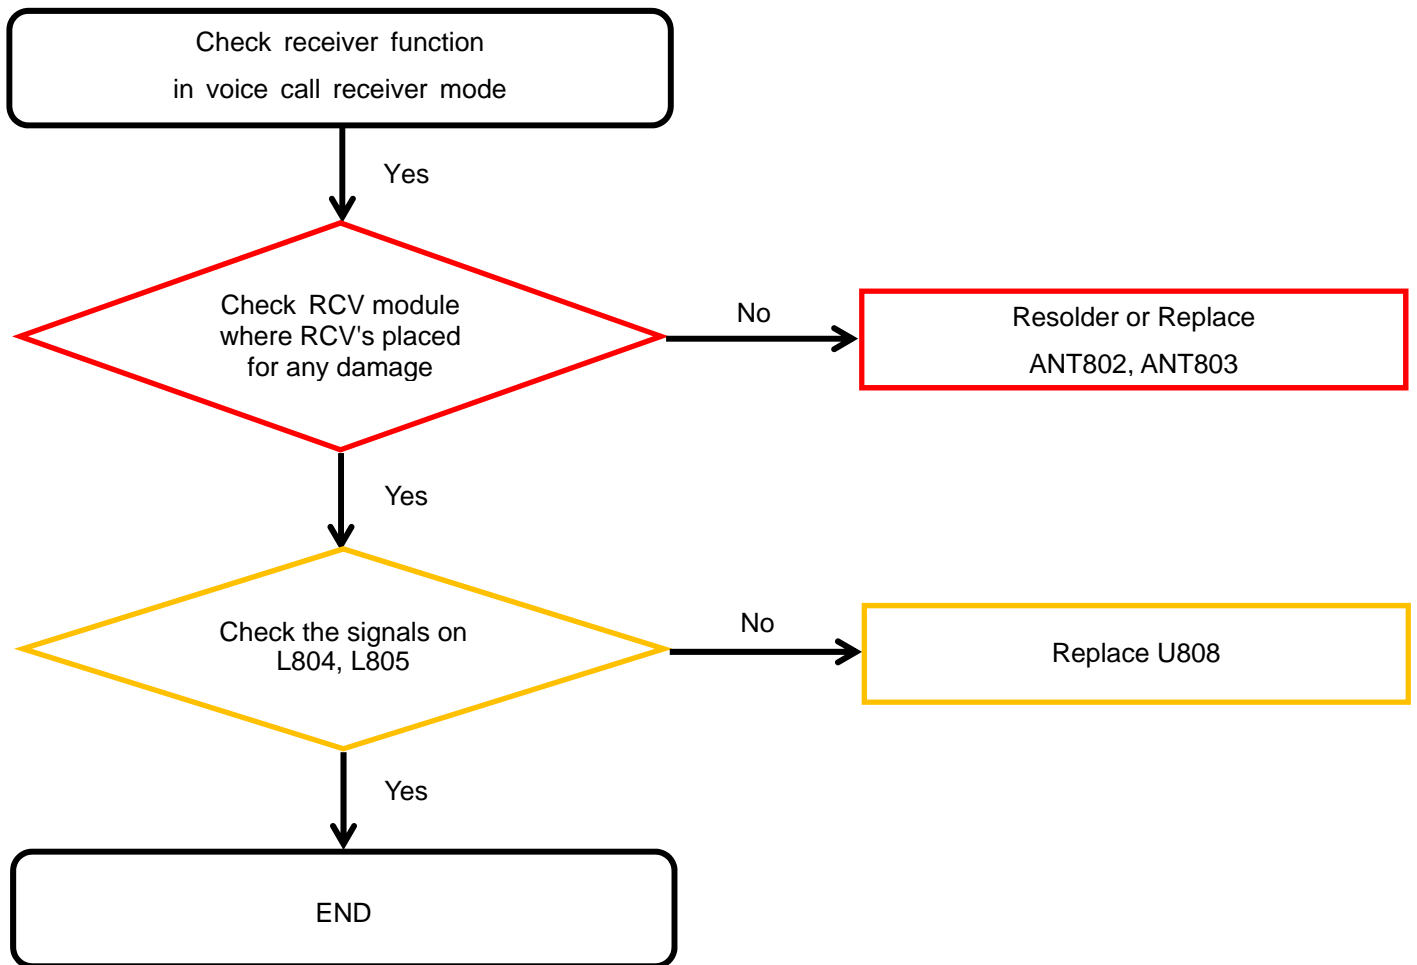 Check receiver function
in voice call receiver mode
Yes
Check RCV module
where RCV's placed
for any damage
No
Resolder or Replace
ANT802, ANT803
Yes
Check the signals on
L804, L805
No
Replace U808
Yes
END